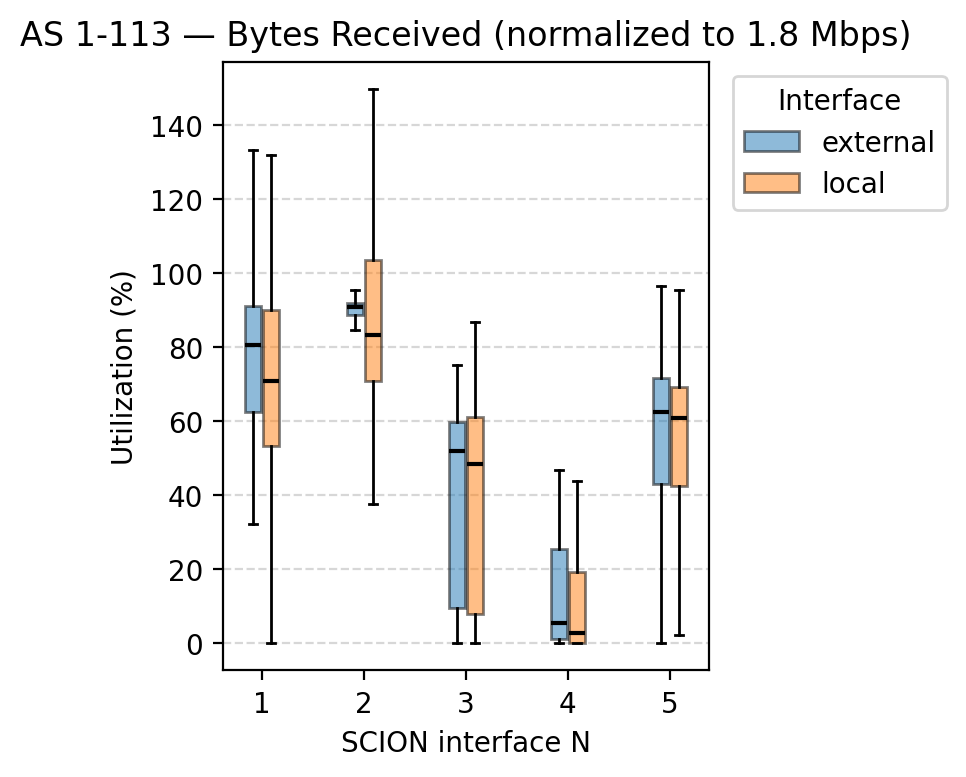 AS 1-113 — Bytes Received (normalized to 1.8 Mbps)
Interface
external
local
Utilization (%)
140
120
100
80
60
40
20
0
1 2 3 4 5
SCION interface N